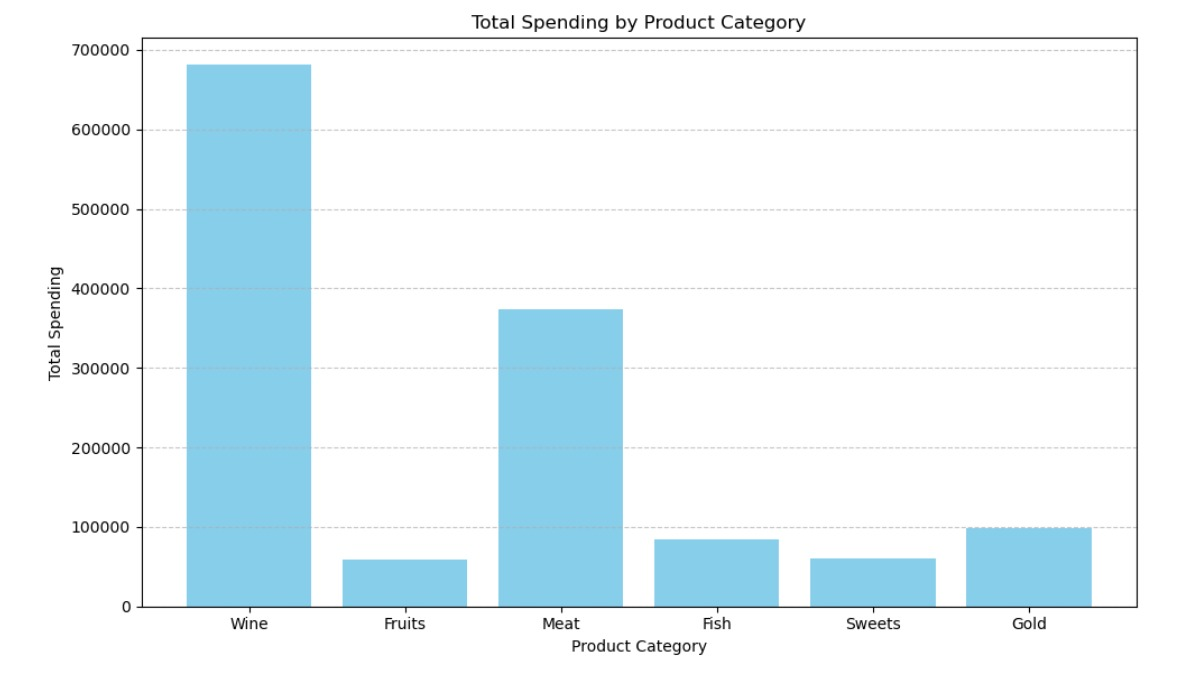 Total Spending by Product Category
700000
600000
500000
400000
300000
200000
100000
0
Total Spending
Wine Fruits Meat Fish Sweets Gold
Product Category